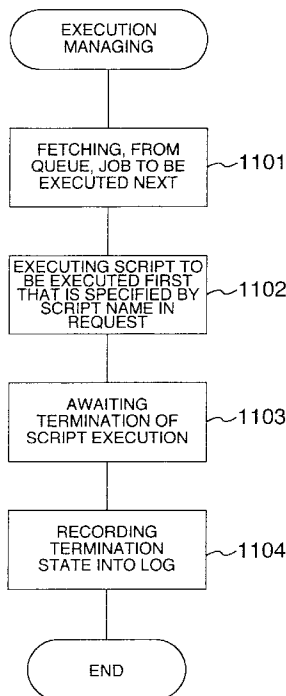 EXECUTION
MANAGING
FETCHING, FROM
QUEUE, JOB TO BE
EXECUTED NEXT
1101
EXECUTING SCRIPT TO
BE EXECUTED FIRST
THAT IS SPECIFIED BY
SCRIPT NAME IN
REQUEST
1102
AWAITING
TERMINATION OF
SCRIPT EXECUTION
1103
RECORDING
TERMINATION
STATE INTO LOG
1104
END